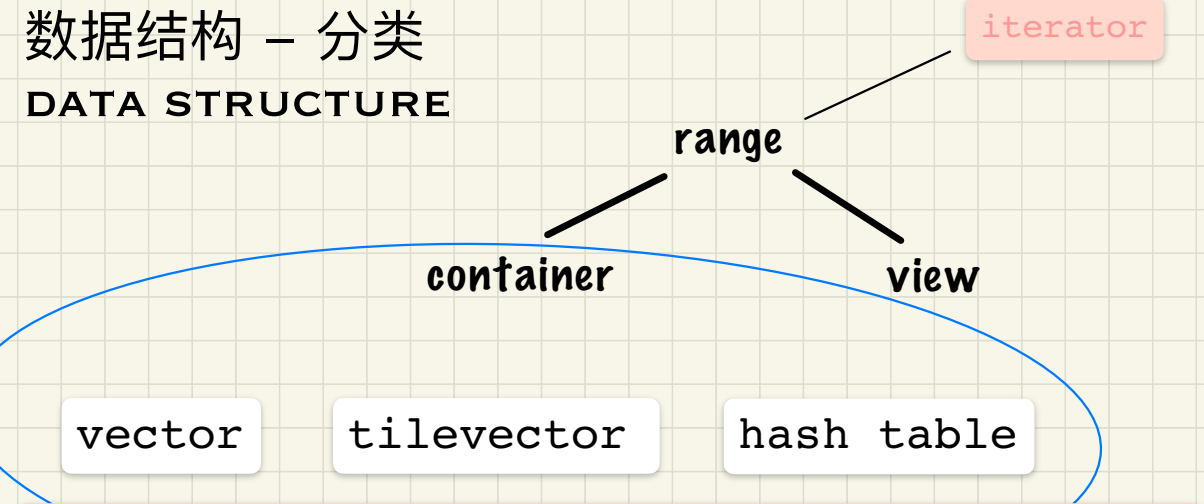 数据结构 – 分类
DATA STRUCTURE
iterator
range
container
view
vector
tilevector
hash table